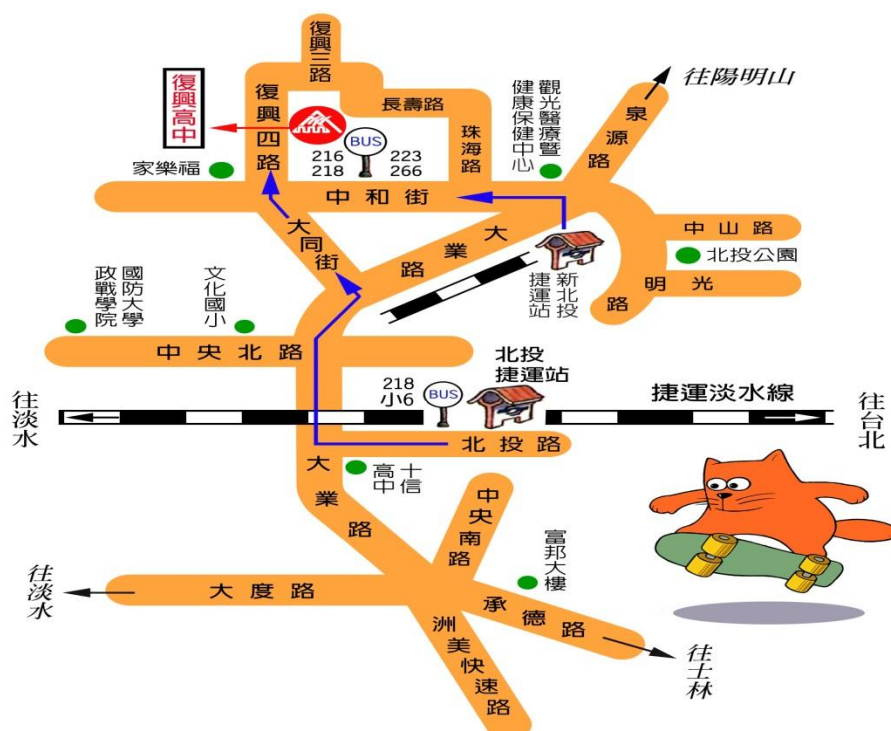 復興三路
往陽明山
復興高中
復興四路
長壽路
觀光醫療暨
健康保健中心
泉源路
BUS
216 223
218 266
珠海路
家樂福
中和街
大同街
大業路
中山路
北投公園
新北投
捷運站
明光路
國防大學
政戰學院
文化國小
中央北路
北投
捷運站
218
小6
BUS
捷運淡水線
往淡水
往台北
北投路
大業路
十信
高中
中央南路
富邦大樓
往淡水
大度路
承德路
洲美快速路
往士林